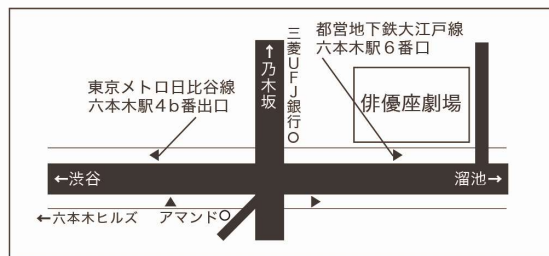 東京メトロ日比谷線
六本木駅4b番出口
↑乃木坂
三菱UFJ銀行
都営地下鉄大江戸線
六本木駅6番口
俳優座劇場
←渋谷
溜池→
←六本木ヒルズ
アマンド